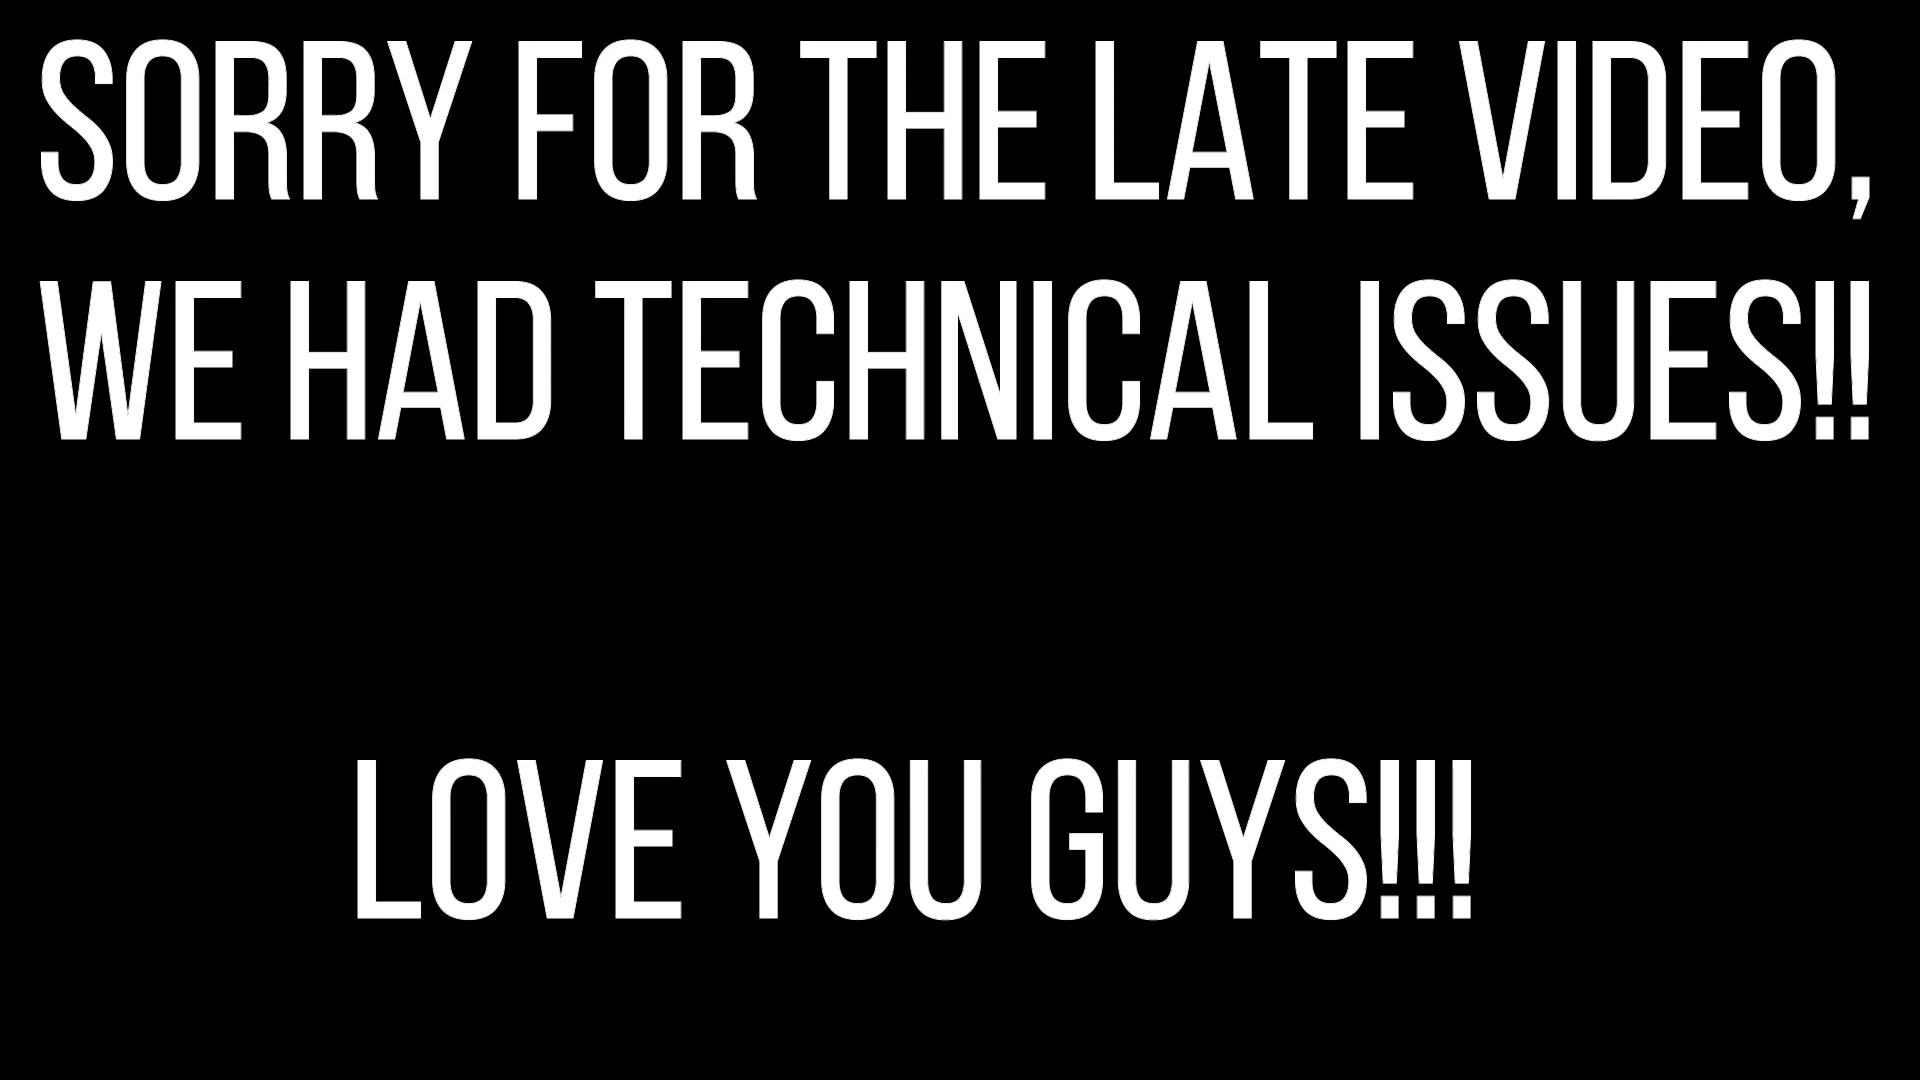 SORRY FOR THE LATE VIDEO,
WE HAD TECHNICAL ISSUES!!
LOVE YOU GUYS!!!